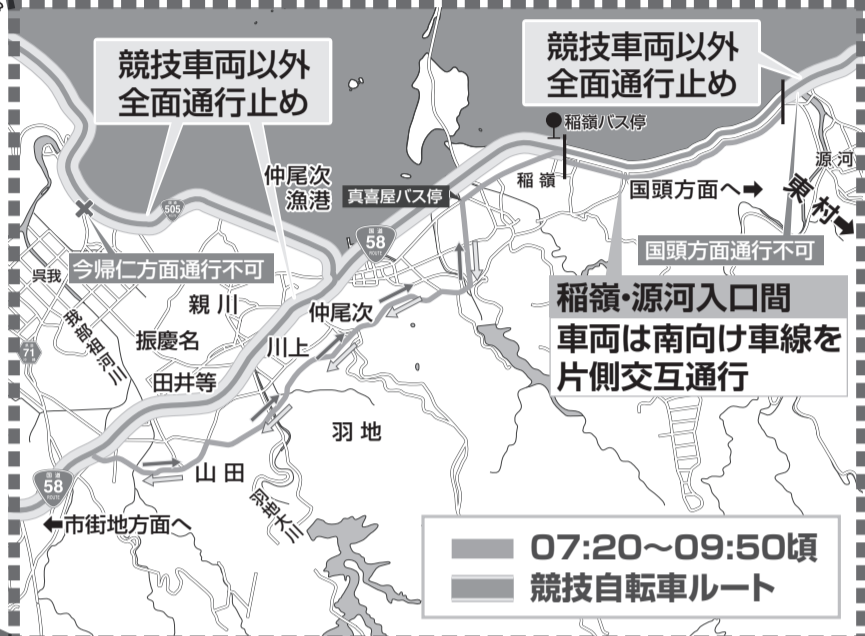 競技車両以外
全面通行止め
競技車両以外
全面通行止め
稲嶺バス停
源河
仲尾次
漁港
真喜屋バス停
稲嶺
国頭方面へ➡
東村➡
505
国道
58
ROUTE
国頭方面通行不可
今帰仁方面通行不可
呉我
親川
仲尾次
稲嶺・源河入口間
車両は南向け車線を
片側交互通行
我部祖河川
振慶名
川上
71
田井等
羽地
国道
58
ROUTE
山田
羽地大川
⬅市街地方面へ
07:20～09:50頃
競技自転車ルート